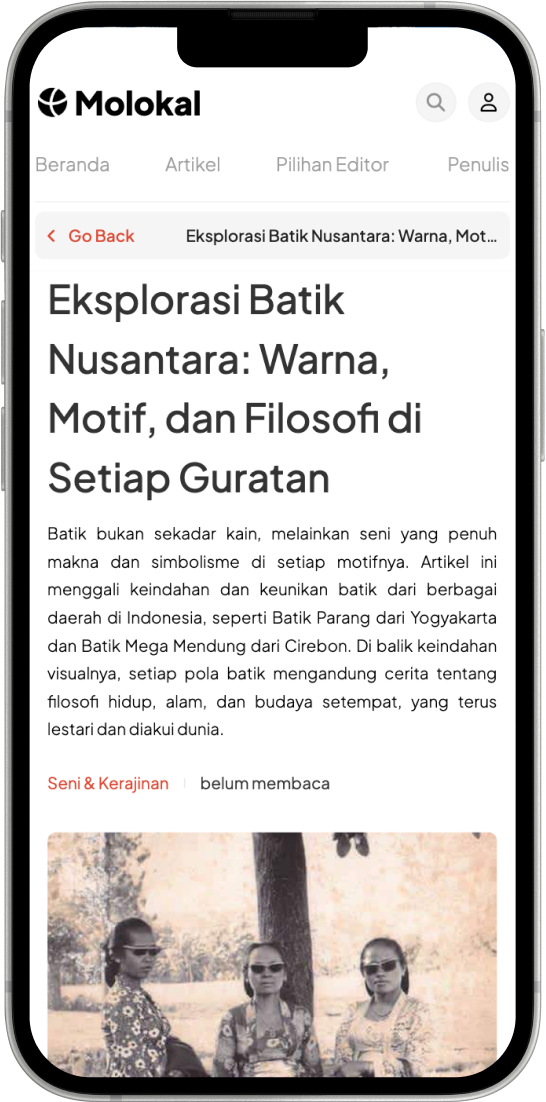 Molokal
Beranda Artikel Pilihan Editor Penulis
Go Back Eksplorasi Batik Nusantara: Warna, Mot...
Eksplorasi Batik
Nusantara: Warna,
Motif, dan Filosofi di
Setiap Guratan
Batik bukan sekadar kain, melainkan seni yang penuh
makna dan simbolisme di setiap motifnya. Artikel ini
menggali keindahan dan keunikan batik dari berbagai
daerah di Indonesia, seperti Batik Parang dari Yogyakarta
dan Batik Mega Mendung dari Cirebon. Di balik keindahan
visualnya, setiap pola batik mengandung cerita tentang
filosofi hidup, alam, dan budaya setempat, yang terus
lestari dan diakui dunia.
Seni & Kerajinan belum membaca